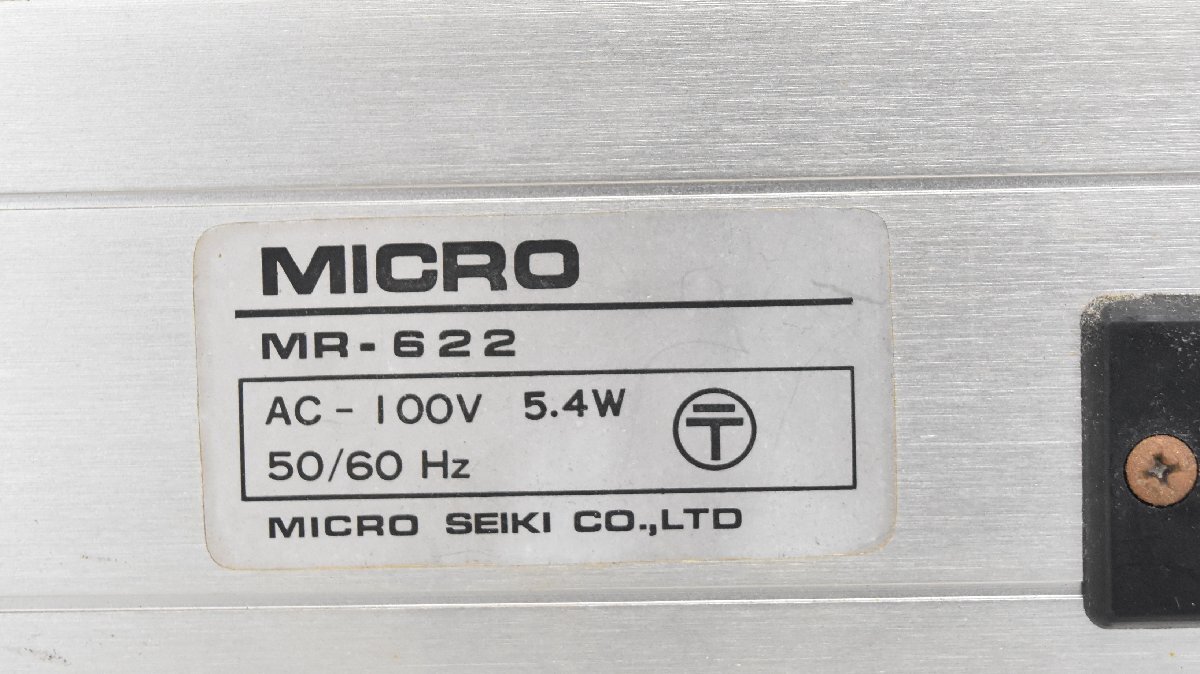 MICRO
MR-622
AC-100V 5.4W
50/60 Hz
〒
MICRO SEIKI CO.,LTD